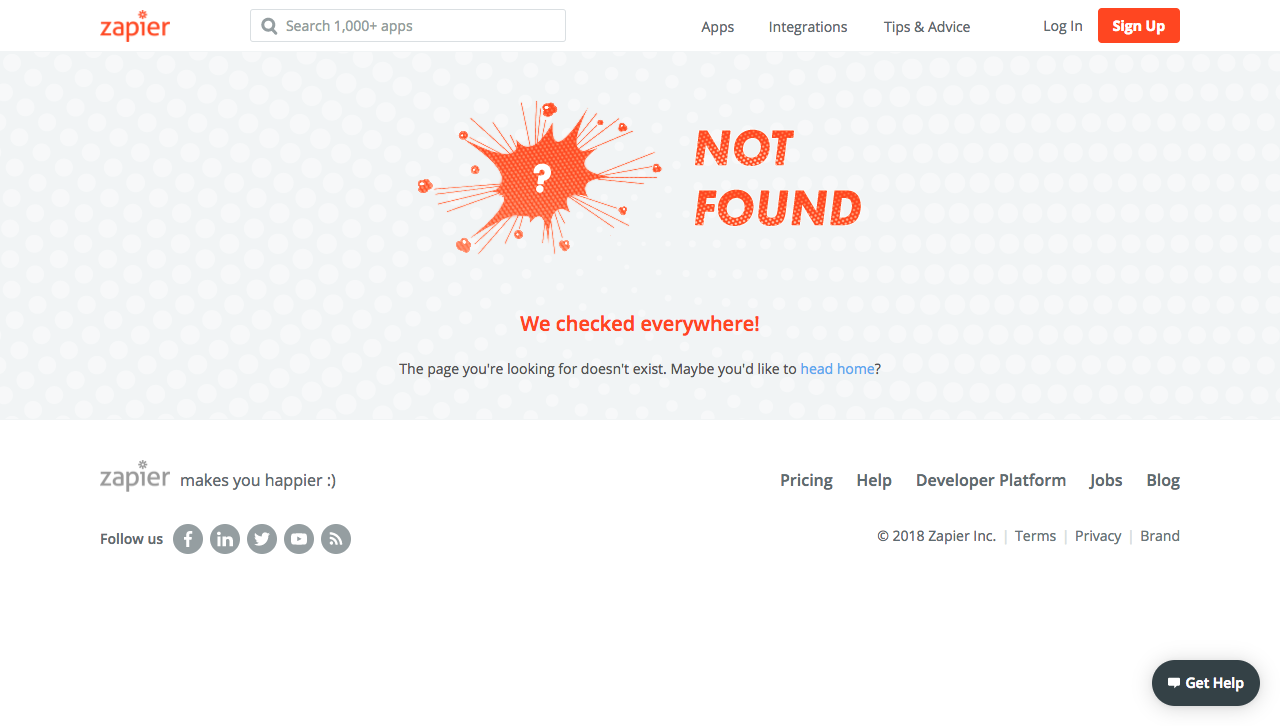 zapier Search 1,000+ apps Apps Integrations Tips & Advice Log In Sign Up
?
NOT
FOUND
We checked everywhere!
The page you're looking for doesn't exist. Maybe you'd like to head home?
zapier makes you happier :) Pricing Help Developer Platform Jobs Blog
Follow us © 2018 Zapier Inc. | Terms | Privacy | Brand
Get Help